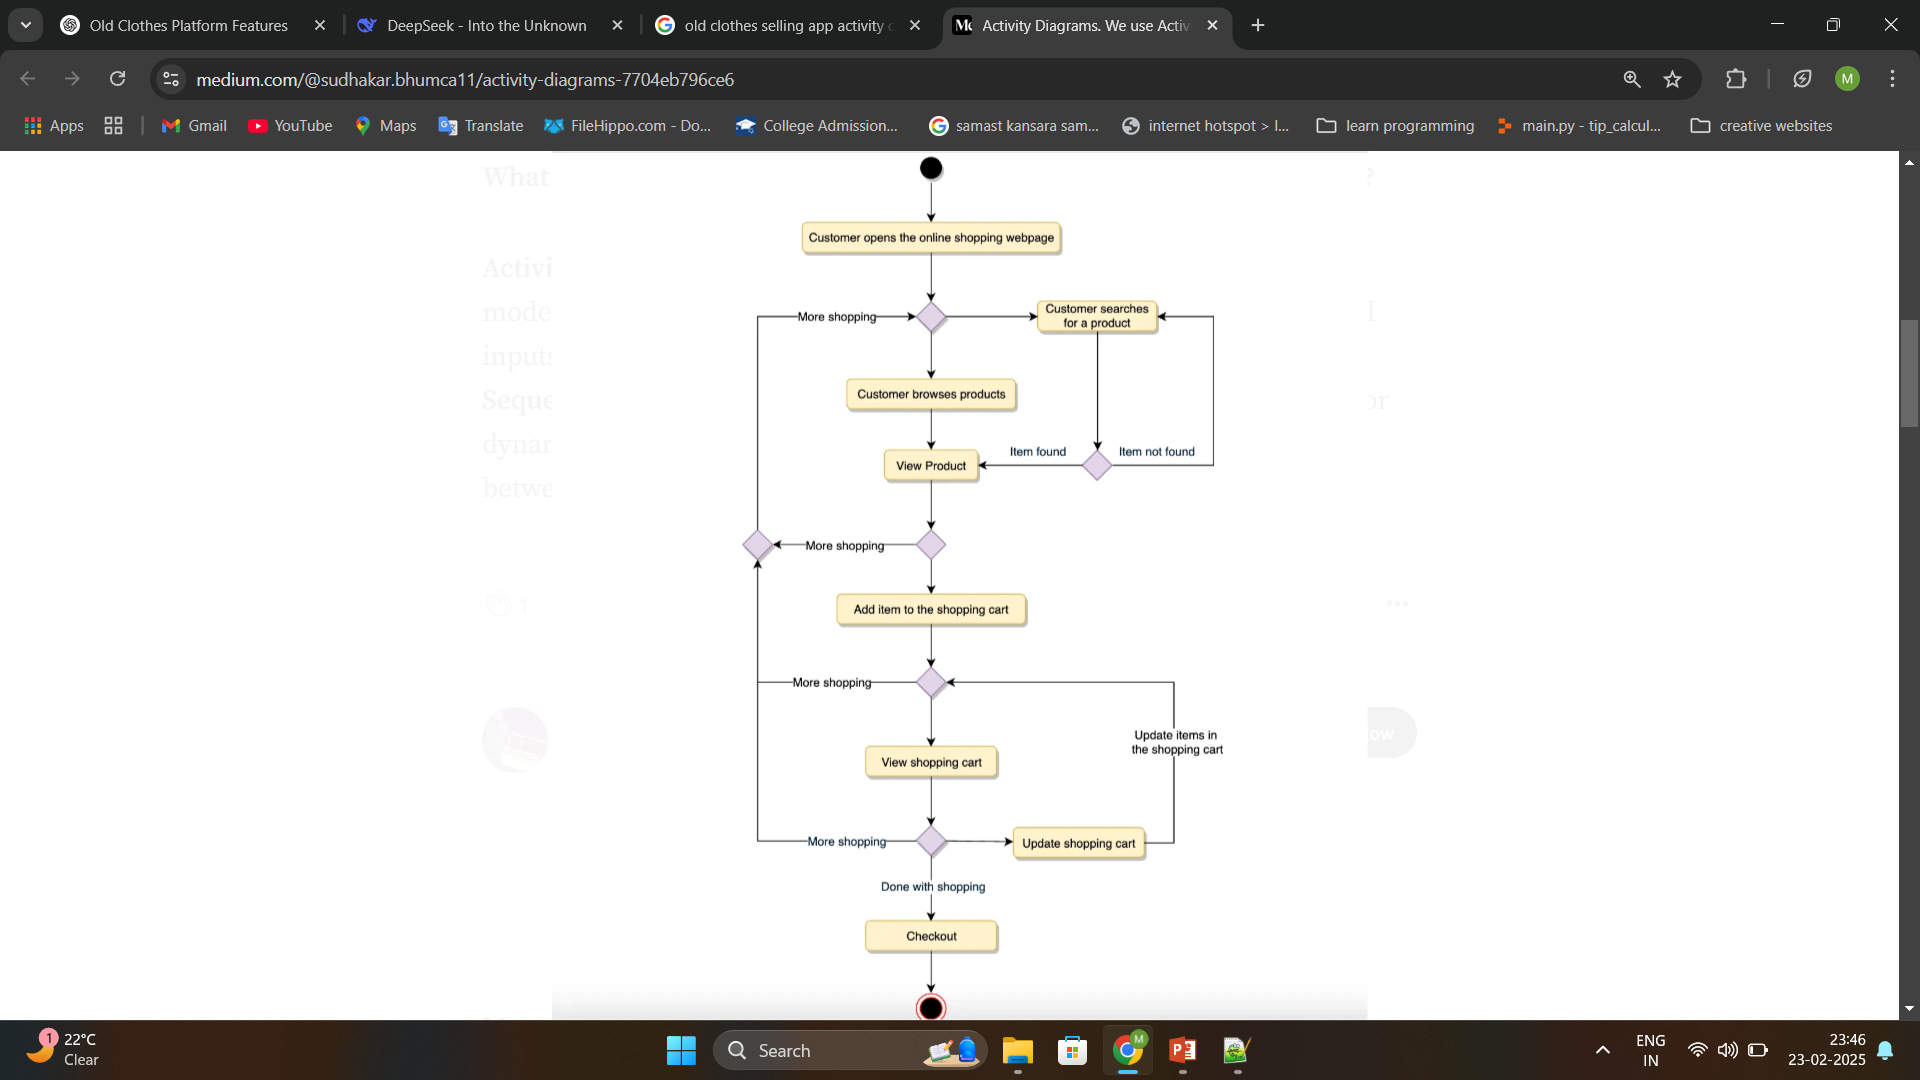 Old Clothes Platform Features
DeepSeek - Into the Unknown
old clothes selling app activity
Activity Diagrams. We use Activ
medium.com/@sudhakar.bhumca11/activity-diagrams-7704eb796ce6
M
Apps
Gmail
YouTube
Maps
Translate
FileHippo.com - Do...
College Admission...
samast kansara sam...
internet hotspot > I...
learn programming
main.py - tip_calcul...
creative websites
What
?
Activi
mode
inputs
Seque
or
dynar
betwe
1
ow
Customer opens the online shopping webpage
More shopping
Customer searches
for a product
Customer browses products
View Product
Item found
Item not found
More shopping
Add item to the shopping cart
More shopping
Update items in
the shopping cart
View shopping cart
More shopping
Update shopping cart
Done with shopping
Checkout
1
22°C
Clear
Search
M
ENG
IN
23:46
23-02-2025